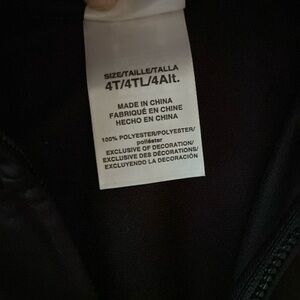 SIZE/TAILLE/TALLA
4T/4TL/4Alt.
MADE IN CHINA
FABRIQUÉ EN CHINE
HECHO EN CHINA
100% POLYESTER/POLYESTER/
poliéster
EXCLUSIVE OF DECORATION/
EXCLUSIVE DES DÉCORATIONS/
EXCLUYENDO LA DECORACIÓN